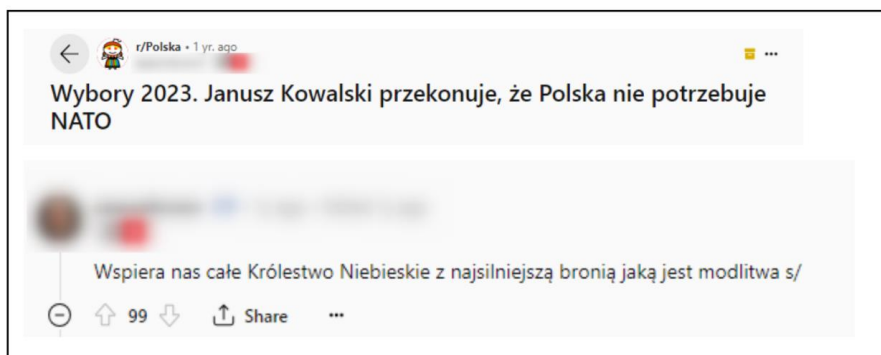 r/Polska • 1 yr. ago
Wybory 2023. Janusz Kowalski przekonuje, że Polska nie potrzebuje
NATO
Wspiera nas całe Królestwo Niebieskie z najsilniejszą bronią jaką jest modlitwa s/
99 Share